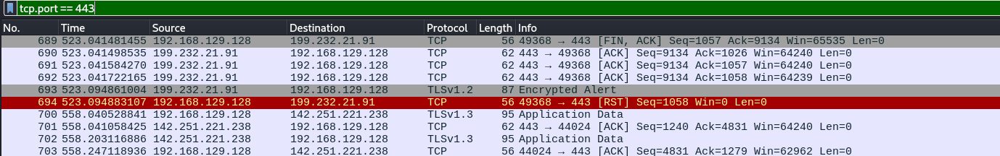 tcp.port == 443
No. Time Source Destination Protocol Length Info
689 523.041481455 192.168.129.128 199.232.21.91 TCP 56 49368 → 443 [FIN, ACK] Seq=1057 Ack=9134 Win=65535 Len=0
690 523.041498535 199.232.21.91 192.168.129.128 TCP 62 443 → 49368 [ACK] Seq=9134 Ack=1026 Win=64240 Len=0
691 523.041584270 199.232.21.91 192.168.129.128 TCP 62 443 → 49368 [ACK] Seq=9134 Ack=1057 Win=64240 Len=0
692 523.041722165 199.232.21.91 192.168.129.128 TCP 62 443 → 49368 [ACK] Seq=9134 Ack=1058 Win=64239 Len=0
693 523.094861004 199.232.21.91 192.168.129.128 TLSv1.2 87 Encrypted Alert
694 523.094883107 192.168.129.128 199.232.21.91 TCP 56 49368 → 443 [RST] Seq=1058 Win=0 Len=0
700 558.040528841 192.168.129.128 142.251.221.238 TLSv1.3 95 Application Data
701 558.041058425 142.251.221.238 192.168.129.128 TCP 62 443 → 44024 [ACK] Seq=1240 Ack=4831 Win=64240 Len=0
702 558.203116886 142.251.221.238 192.168.129.128 TLSv1.3 95 Application Data
703 558.247118936 192.168.129.128 142.251.221.238 TCP 56 44024 → 443 [ACK] Seq=4831 Ack=1279 Win=62962 Len=0